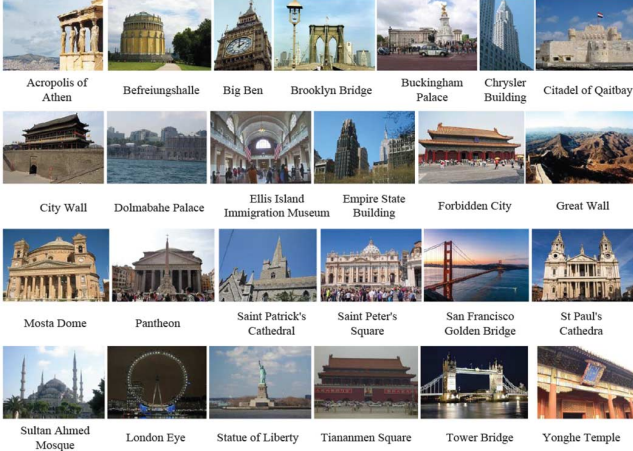 Acropolis of
Athen
Befreiungshalle
Big Ben
Brooklyn Bridge
Buckingham
Palace
Chrysler
Building
Citadel of Qaitbay
City Wall
Dolmabahe Palace
Ellis Island
Immigration Museum
Empire State
Building
Forbidden City
Great Wall
Mosta Dome
Pantheon
Saint Patrick's
Cathedral
Saint Peter's
Square
San Francisco
Golden Bridge
St Paul's
Cathedra
Sultan Ahmed
Mosque
London Eye
Statue of Liberty
Tiananmen Square
Tower Bridge
Yonghe Temple